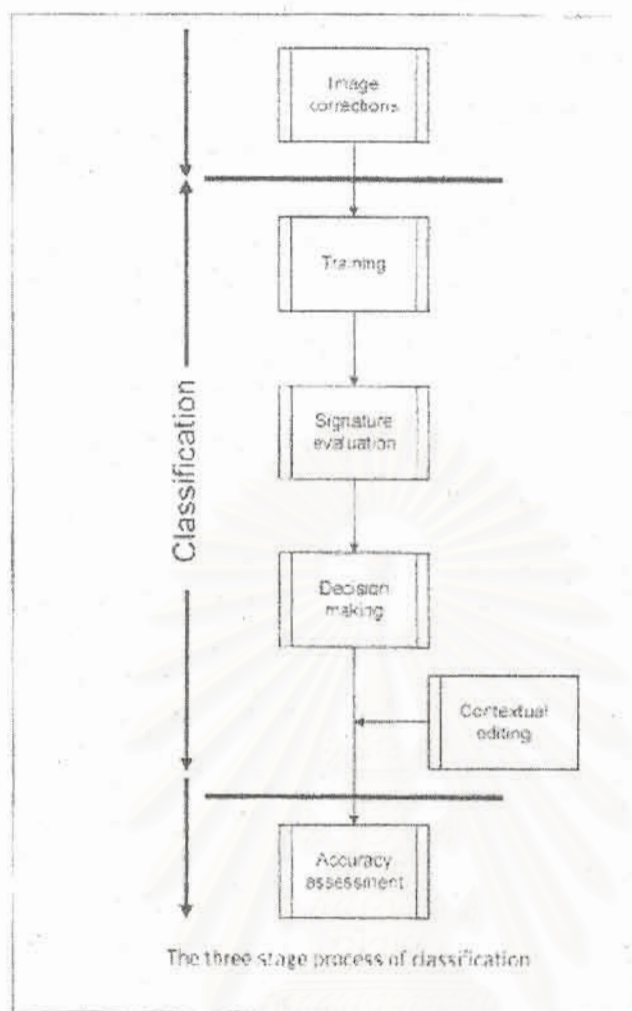 Image
corrections
Training
Signature
evaluation
Classification
Decision
making
Contextual
editing
Accuracy
assessment
The three stage process of classification